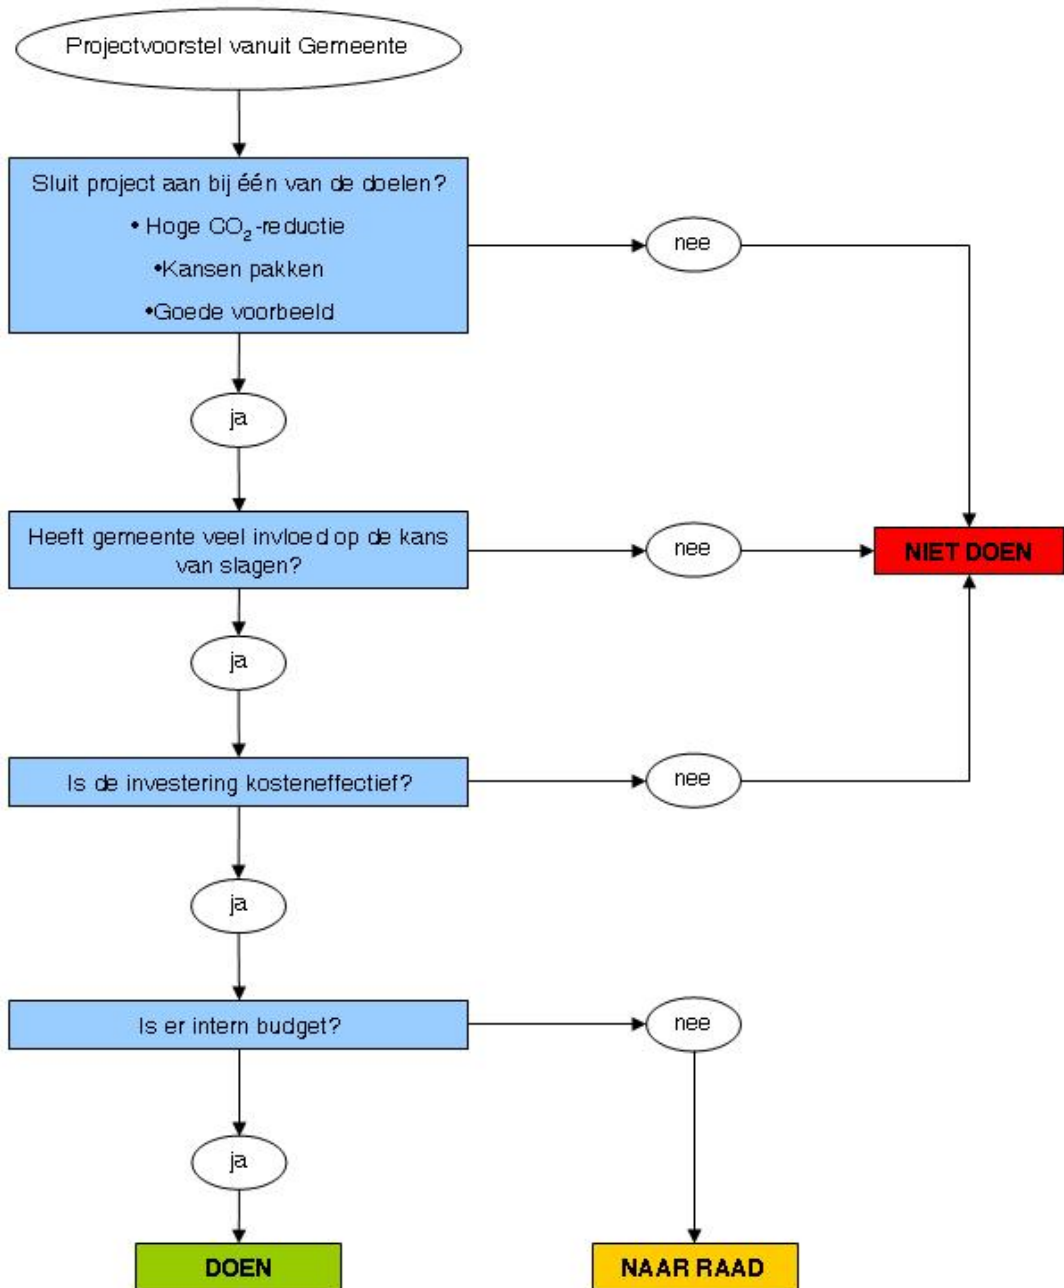 Projectvoorstel vanuit Gemeente
Sluit project aan bij één van de doelen?
• Hoge CO₂-reductie
•Kansen pakken
•Goede voorbeeld
nee
ja
Heeft gemeente veel invloed op de kans
van slagen?
nee
NIET DOEN
ja
Is de investering kosteneffectief?
nee
ja
Is er intern budget?
nee
ja
DOEN
NAAR RAAD